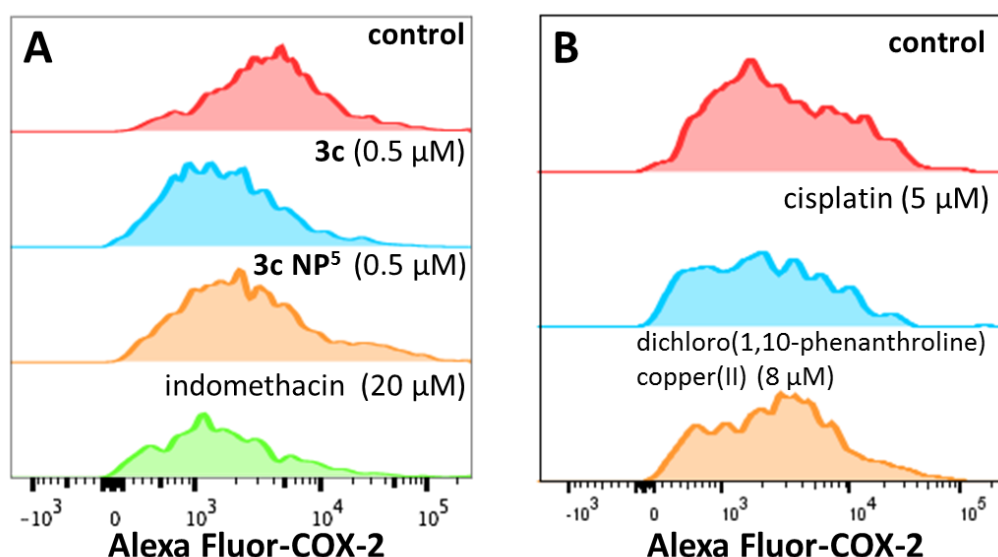 A
control
3c (0.5 µM)
3c NP⁵ (0.5 µM)
indomethacin (20 µM)
-10³ 0 10³ 10⁴ 10⁵
Alexa Fluor-COX-2
B
control
cisplatin (5 µM)
dichloro(1,10-phenanthroline)
copper(II) (8 µM)
-10³ 0 10³ 10⁴ 10⁵
Alexa Fluor-COX-2